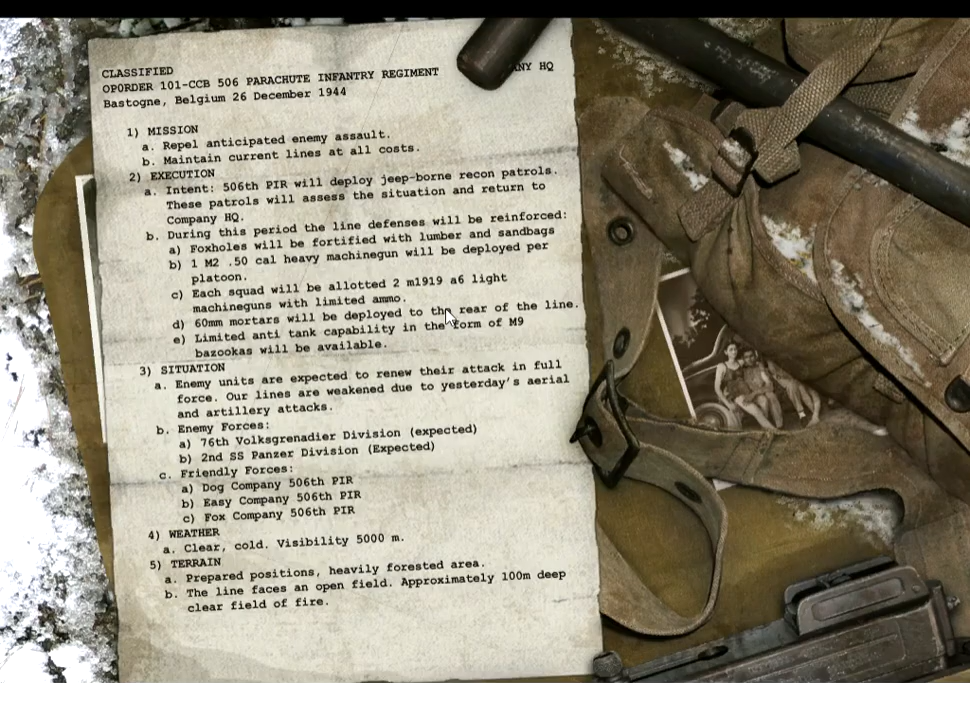 CLASSIFIED
OPORDER 101-CCB 506 PARACHUTE INFANTRY REGIMENT HQ
Bastogne, Belgium 26 December 1944
1) MISSION
a. Repel anticipated enemy assault.
b. Maintain current lines at all costs.
2) EXECUTION
a. Intent: 506th PIR will deploy jeep-borne recon patrols.
These patrols will assess the situation and return to
Company HQ.
b. During this period the line defenses will be reinforced:
a) Foxholes will be fortified with lumber and sandbags
b) 1 M2 .50 cal heavy machinegun will be deployed per
platoon.
c) Each squad will be allotted 2 m1919 a6 light
machineguns with limited ammo.
d) 60mm mortars will be deployed to the rear of the line.
e) Limited anti tank capability in the form of M9
bazookas will be available.
3) SITUATION
a. Enemy units are expected to renew their attack in full
force. Our lines are weakened due to yesterday's aerial
and artillery attacks.
b. Enemy Forces:
a) 76th Volksgrenadier Division (expected)
b) 2nd SS Panzer Division (Expected)
c. Friendly Forces:
a) Dog Company 506th PIR
b) Easy Company 506th PIR
c) Fox Company 506th PIR
4) WEATHER
a. Clear, cold. Visibility 5000 m.
5) TERRAIN
a. Prepared positions, heavily forested area.
b. The line faces an open field. Approximately 100m deep
clear field of fire.